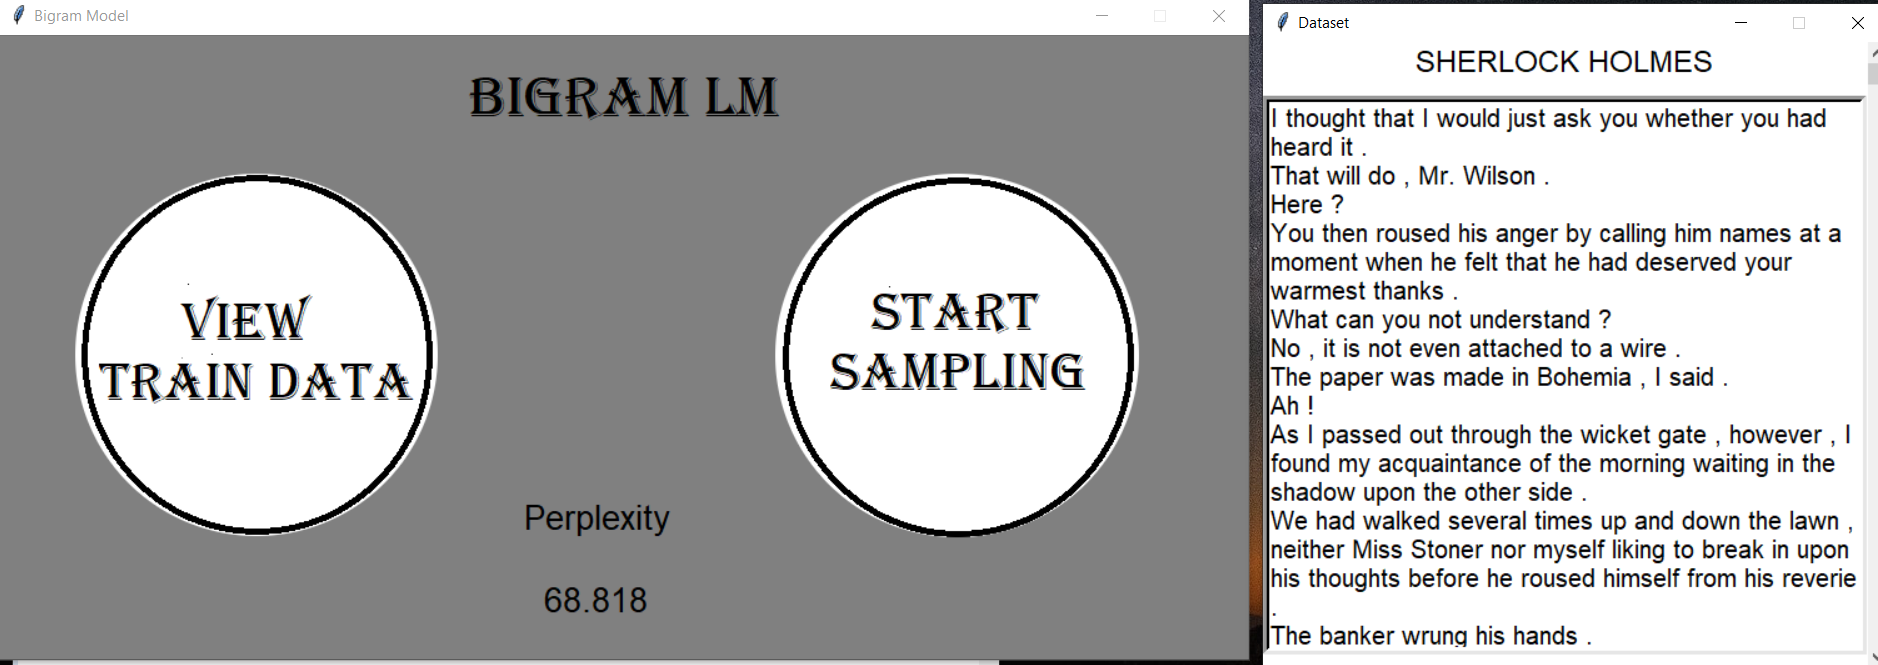 Bigram Model
BIGRAM LM
VIEW
TRAIN DATA
START
SAMPLING
Perplexity
68.818
Dataset
SHERLOCK HOLMES
I thought that I would just ask you whether you had
heard it .
That will do , Mr. Wilson .
Here ?
You then roused his anger by calling him names at a
moment when he felt that he had deserved your
warmest thanks .
What can you not understand ?
No , it is not even attached to a wire .
The paper was made in Bohemia , I said .
Ah !
As I passed out through the wicket gate , however , I
found my acquaintance of the morning waiting in the
shadow upon the other side .
We had walked several times up and down the lawn ,
neither Miss Stoner nor myself liking to break in upon
his thoughts before he roused himself from his reverie
.
The banker wrung his hands .